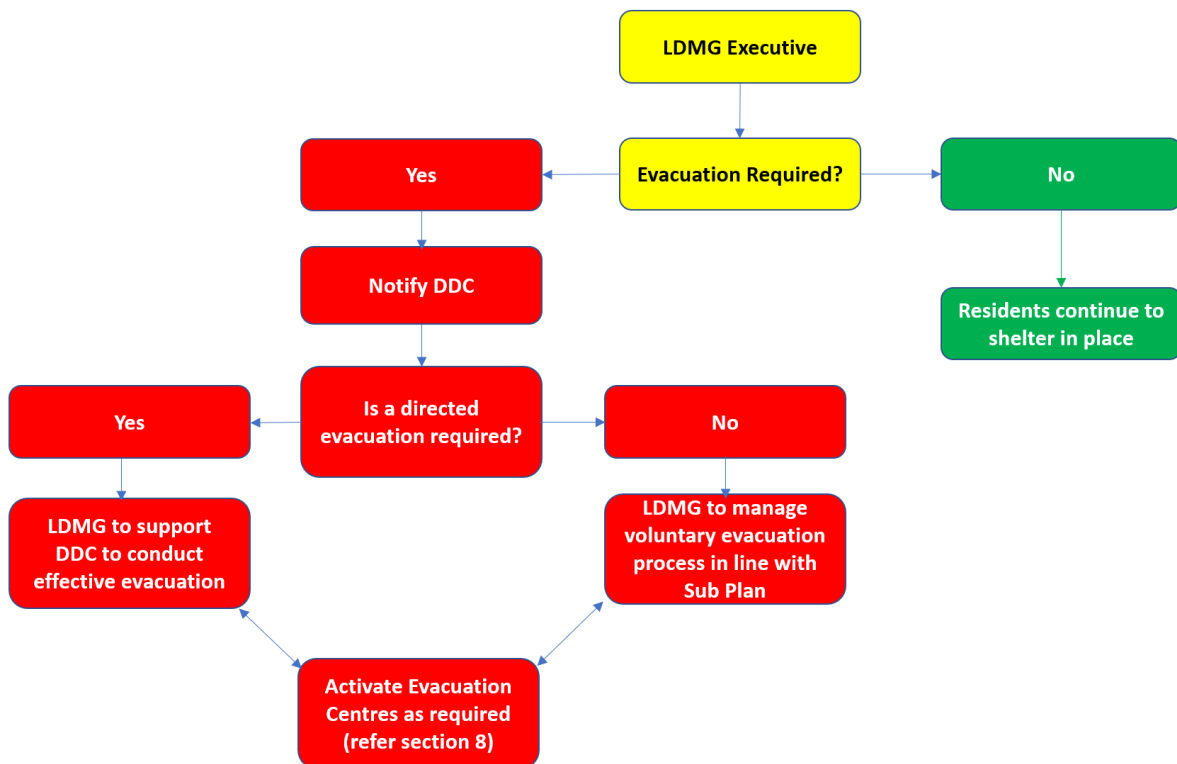 LDMG Executive
Yes
Evacuation Required?
No
Notify DDC
Residents continue to
shelter in place
Yes
Is a directed
evacuation required?
No
LDMG to support
DDC to conduct
effective evacuation
LDMG to manage
voluntary evacuation
process in line with
Sub Plan
Activate Evacuation
Centres as required
(refer section 8)